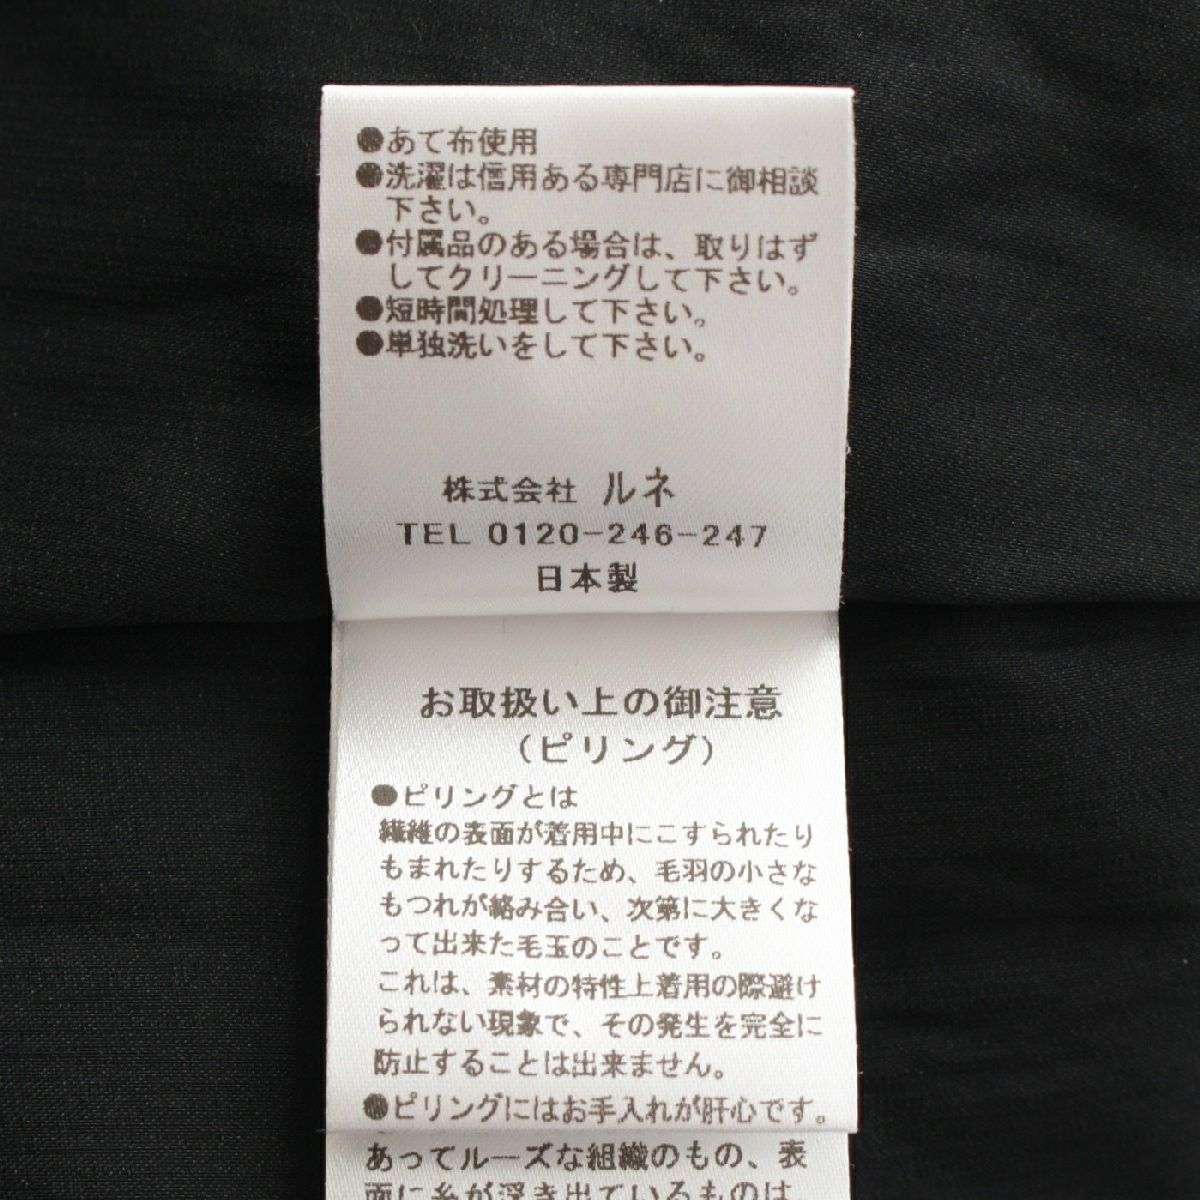 ●あて布使用
●洗濯は信用ある専門店に御相談
下さい。
●付属品のある場合は、取りはず
してクリーニングして下さい。
●短時間処理して下さい。
●単独洗いをして下さい。
株式会社 ルネ
TEL 0120-246-247
日本製
お取扱い上の御注意
（ピリング）
●ピリングとは
繊維の表面が着用中にこすられたり
もまれたりするため、毛羽の小さな
もつれが絡み合い、次第に大きくな
って出来た毛玉のことです。
これは、素材の特性上着用の際避け
られない現象で、その発生を完全に
防止することは出来ません。
●ピリングにはお手入れが肝心です。
あってルーズな組織のもの、表
面に糸が浮き出ているものは、